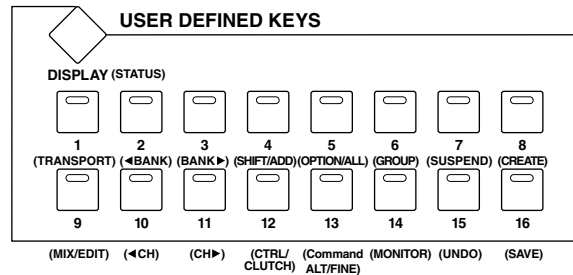 USER DEFINED KEYS
DISPLAY (STATUS)
1 2 3 4 5 6 7 8
(TRANSPORT) (◀BANK) (BANK▶) (SHIFT/ADD) (OPTION/ALL) (GROUP) (SUSPEND) (CREATE)
9 10 11 12 13 14 15 16
(MIX/EDIT) (◀CH) (CH▶) (CTRL/ (Command (MONITOR) (UNDO) (SAVE)
CLUTCH) ALT/FINE)